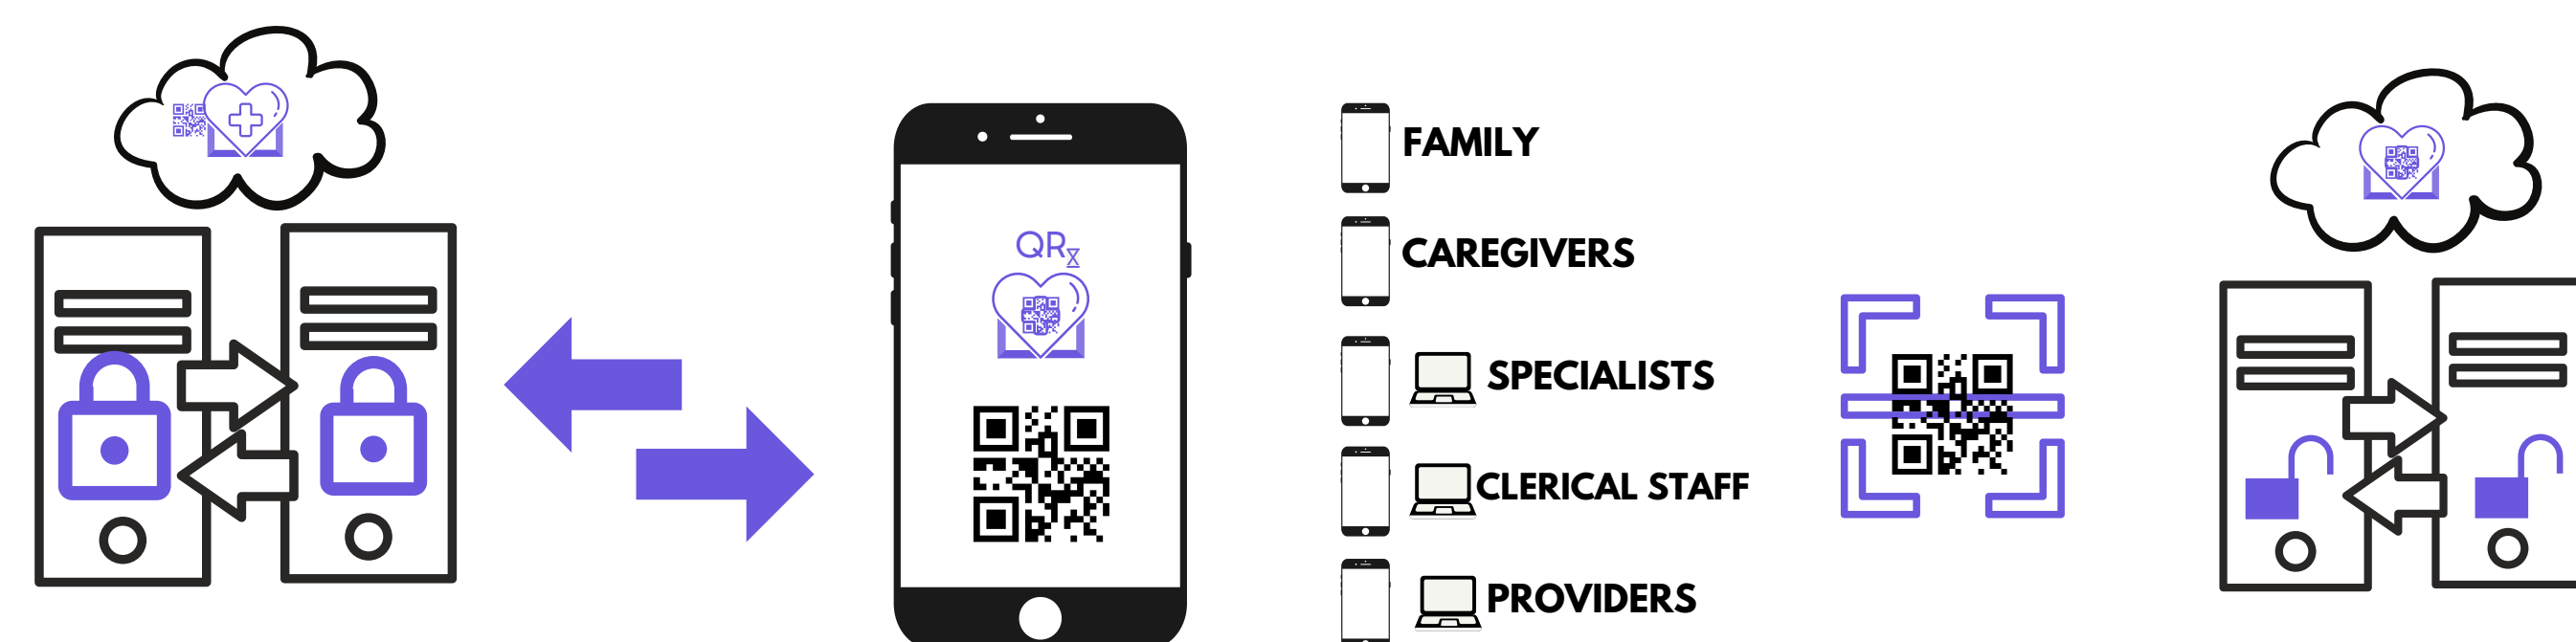 QRx
FAMILY
CAREGIVERS
SPECIALISTS
CLERICAL STAFF
PROVIDERS